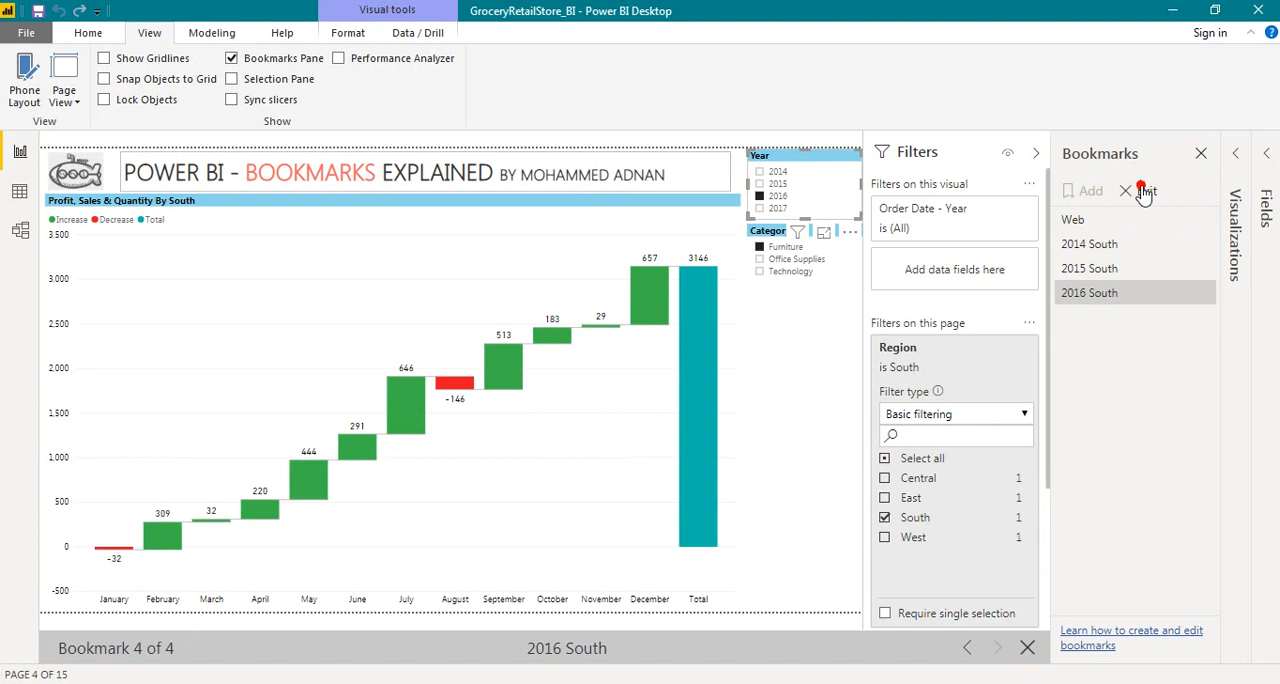 Visual tools
GroceryRetailStore_BI - Power BI Desktop
File
Home
View
Modeling
Help
Format
Data / Drill
Sign in
Show Gridlines
Bookmarks Pane
Performance Analyzer
Snap Objects to Grid
Selection Pane
Lock Objects
Sync slicers
Phone
Layout
Page
View
View
Show
POWER BI - BOOKMARKS EXPLAINED BY MOHAMMED ADNAN
Profit, Sales & Quantity By South
Increase Decrease Total
3,500
3,000
2,500
2,000
1,500
1,000
500
0
-500
-32
309
32
220
444
291
646
-146
513
183
29
657
3146
January
February
March
April
May
June
July
August
September
October
November
December
Total
Year
2014
2015
2016
2017
Categor
Furniture
Office Supplies
Technology
Filters
Filters on this visual
Order Date - Year
is (All)
Add data fields here
Filters on this page
Region
is South
Filter type
Basic filtering
Select all
Central 1
East 1
South 1
West 1
Require single selection
Bookmarks
Add
Web
2014 South
2015 South
2016 South
Learn how to create and edit
bookmarks
Visualizations
Fields
Bookmark 4 of 4
2016 South
PAGE 4 OF 15